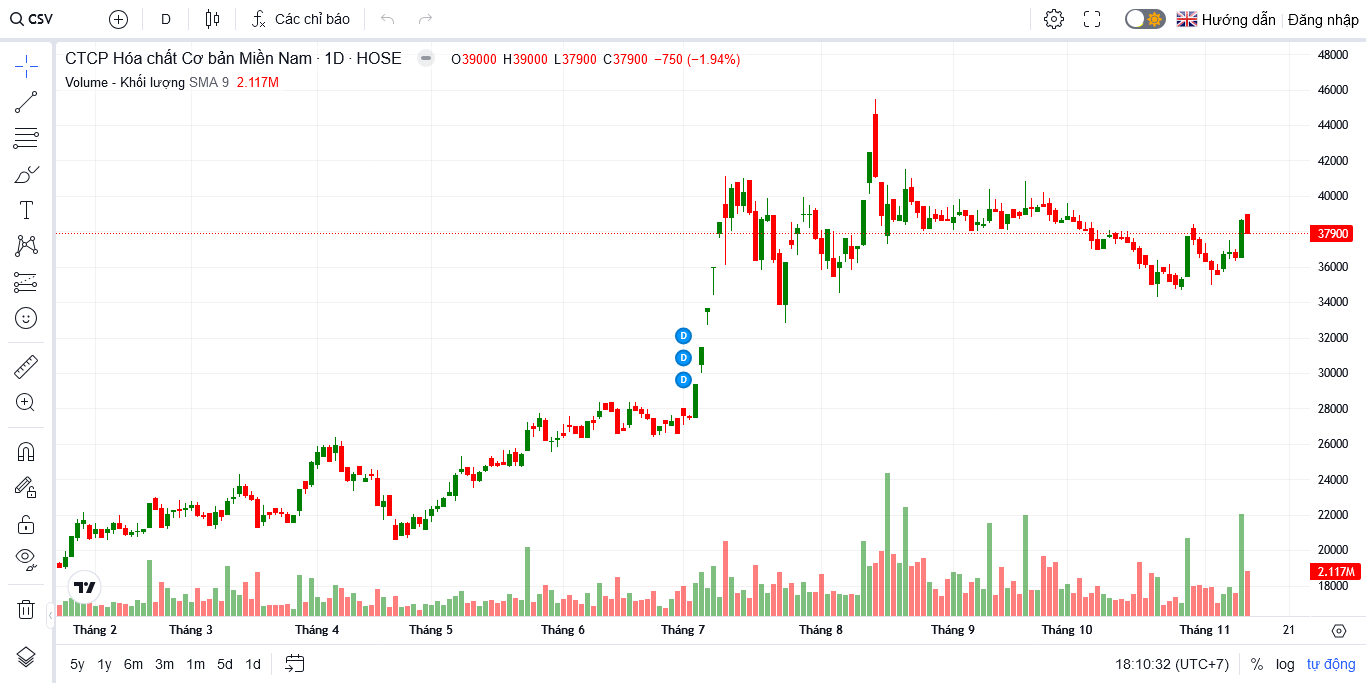 CSV D Các chỉ báo Hướng dẫn Đăng nhập
CTCP Hóa chất Cơ bản Miền Nam · 1D · HOSE O39000 H39000 L37900 C37900 −750 (−1.94%)
Volume - Khối lượng SMA 9 2.117M
48000
46000
44000
42000
40000
37900
36000
34000
32000
30000
28000
26000
24000
22000
20000
2.117M
18000
D
D
D
Tháng 2 Tháng 3 Tháng 4 Tháng 5 Tháng 6 Tháng 7 Tháng 8 Tháng 9 Tháng 10 Tháng 11 21
5y 1y 6m 3m 1m 5d 1d 18:10:32 (UTC+7) % log tự động